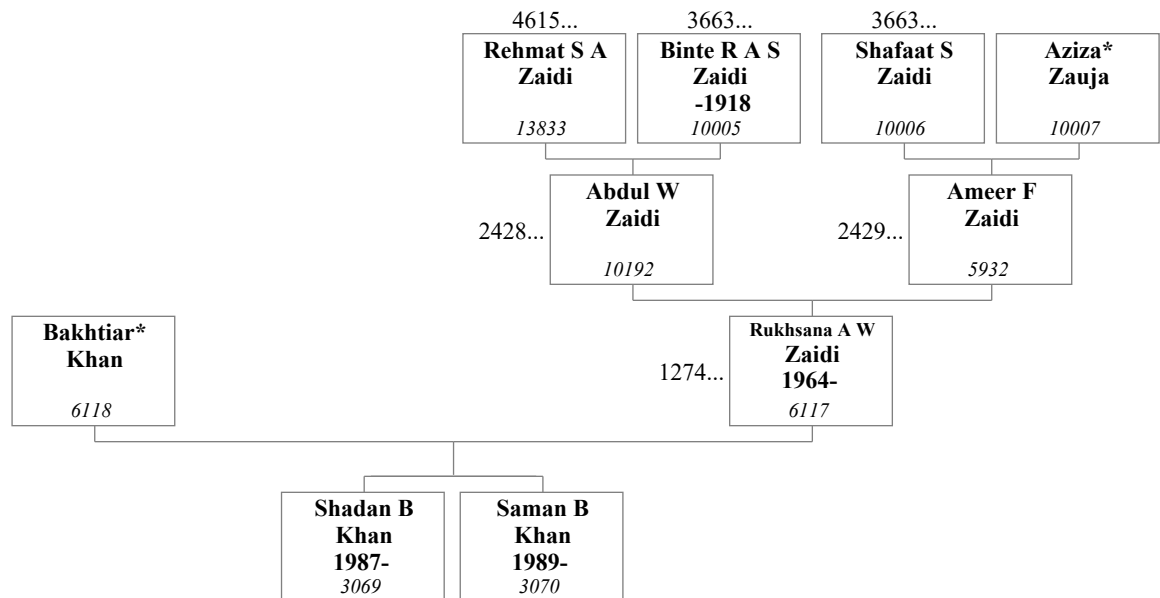 4615...
3663...
3663...
Rehmat S A
Zaidi
13833
Binte R A S
Zaidi
-1918
10005
Shafaat S
Zaidi
10006
Aziza*
Zauja
10007
2428...
Abdul W
Zaidi
10192
2429...
Ameer F
Zaidi
5932
Bakhtiar*
Khan
6118
1274...
Rukhsana A W
Zaidi
1964-
6117
Shadan B
Khan
1987-
3069
Saman B
Khan
1989-
3070